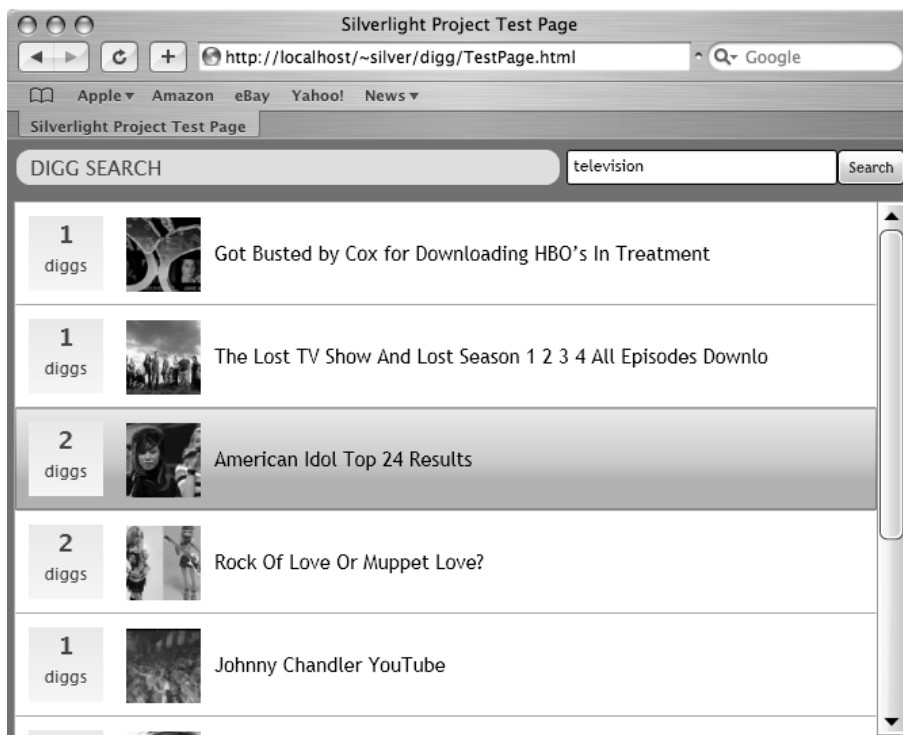 Silverlight Project Test Page
http://localhost/~silver/digg/TestPage.html
Google
Apple Amazon eBay Yahoo! News
Silverlight Project Test Page
DIGG SEARCH
television
Search
1
diggs
Got Busted by Cox for Downloading HBO’s In Treatment
1
diggs
The Lost TV Show And Lost Season 1 2 3 4 All Episodes Downlo
2
diggs
American Idol Top 24 Results
2
diggs
Rock Of Love Or Muppet Love?
1
diggs
Johnny Chandler YouTube